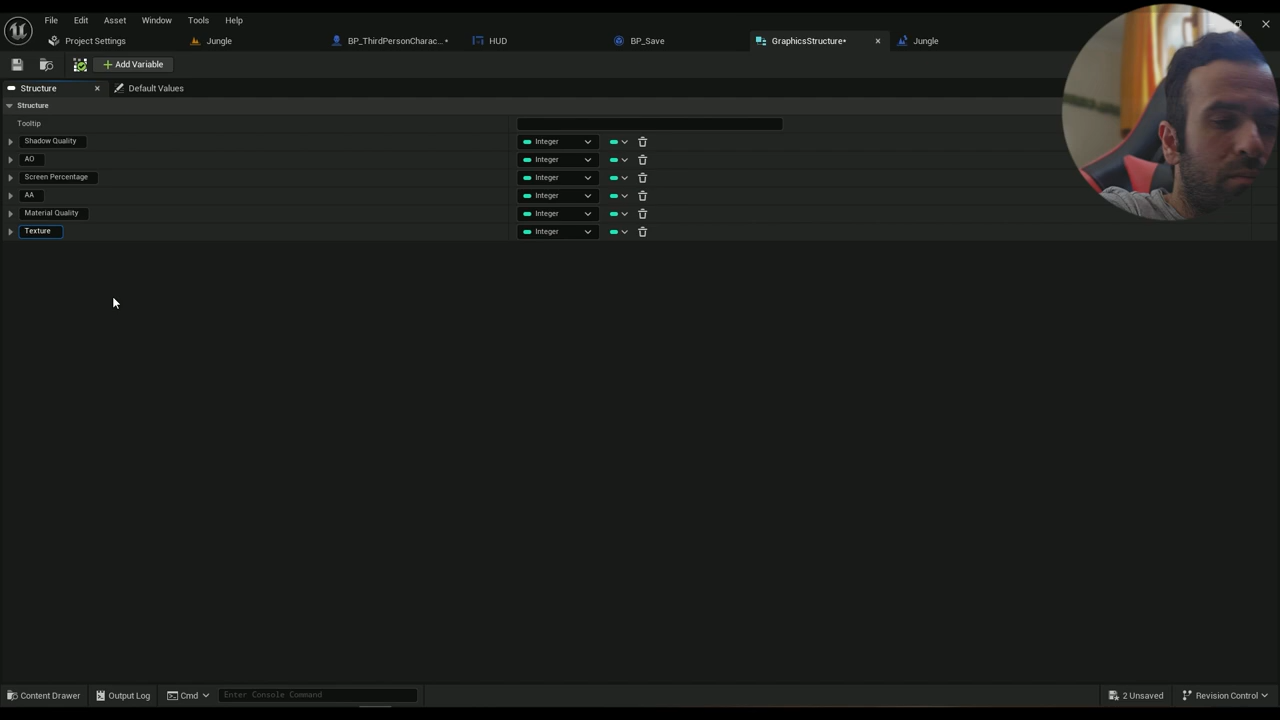 File Edit Asset Window Tools Help
Project Settings Jungle BP_ThirdPersonCharac...* HUD BP_Save GraphicsStructure* Jungle
Add Variable
Structure Default Values
Structure
Tooltip
Shadow Quality Integer
AO Integer
Screen Percentage Integer
AA Integer
Material Quality Integer
Texture Integer
Content Drawer Output Log Cmd Enter Console Command 2 Unsaved Revision Control